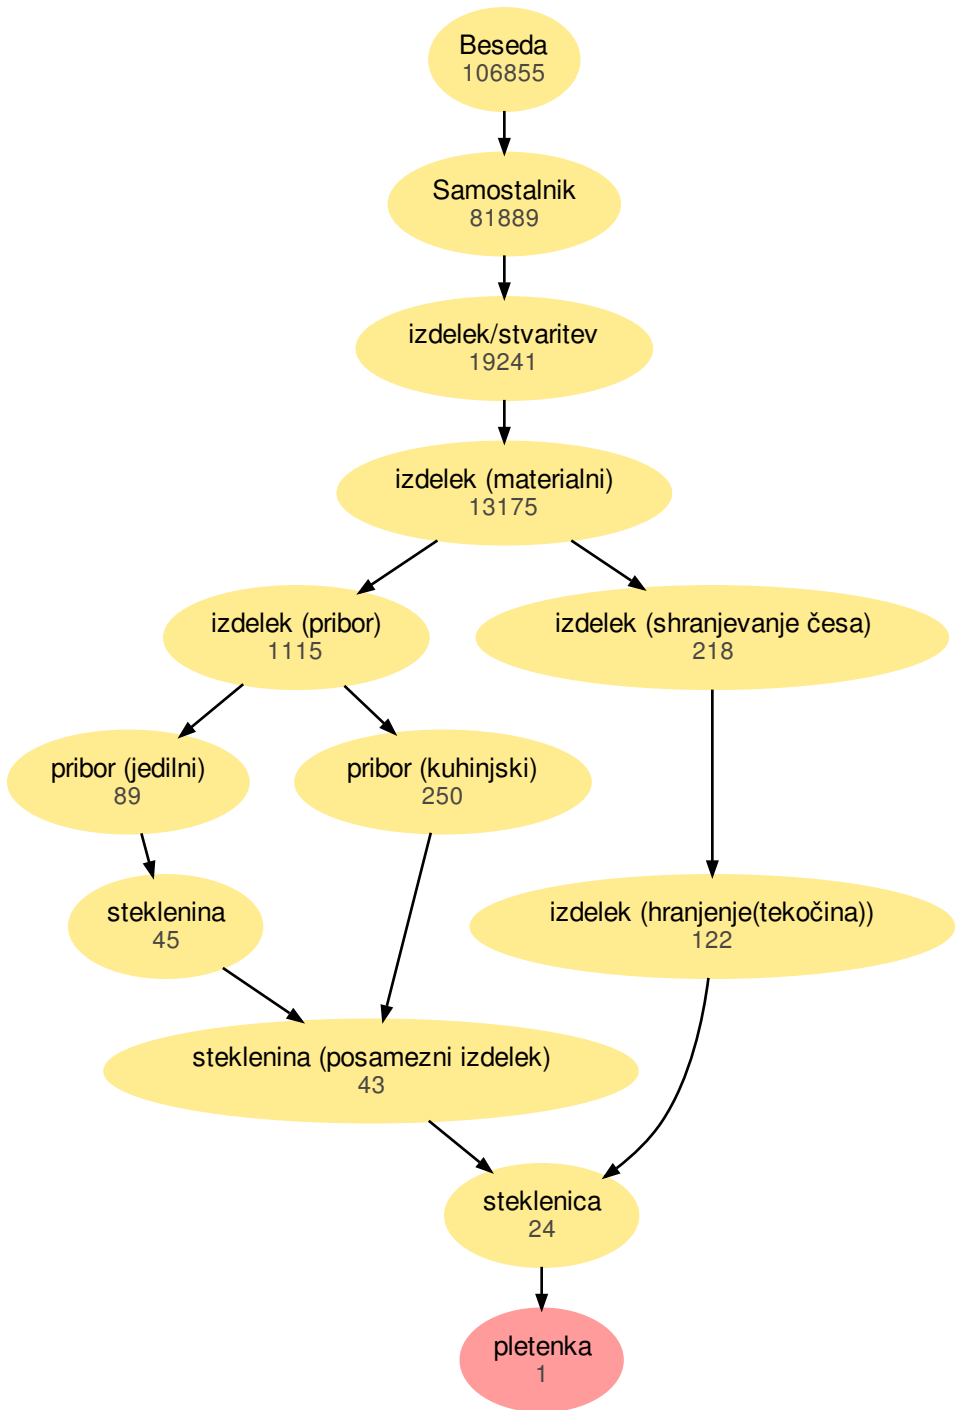 Beseda
106855
Samostalnik
81889
izdelek/stvaritev
19241
izdelek (materialni)
13175
izdelek (pribor)
1115
izdelek (shranjevanje česa)
218
pribor (jedilni)
89
pribor (kuhinjski)
250
steklenina
45
izdelek (hranjenje(tekočina))
122
steklenina (posamezni izdelek)
43
steklenica
24
pletenka
1